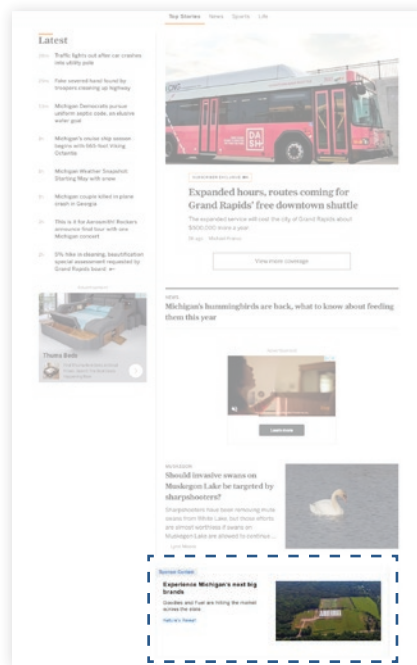 Top Stories News Sports Life
Latest
Traffic lights out after car crashes
into utility pole
Fake severed hand found by
troopers cleaning up highway
Michigan Democrats pursue
uniform septic code, an elusive
water goal
Michigan's cruise ship season
begins with 665-foot Viking
Octantis
Michigan Weather Snapshot:
Starting May with snow
Michigan couple killed in plane
crash in Georgia
This is it for
announce final tour with one
Michigan concert
5% hike in cleaning, beautification
special assessment requested by
Grand Rapids board
DASH
Expanded hours, routes coming for
Grand Rapids' free downtown shuttle
The expanded service will cost the city of Grand Rapids about
$500,000 more a year.
View more coverage
NEWS
Michigan's hummingbirds are back, what to know about feeding
them this year
Thuma Beds
Learn more
MUSKEGON
Should invasive swans on
Muskegon Lake be targeted by
sharpshooters?
Sharpshooters have been removing mute
swans from White Lake, but those efforts
are almost worthless if swans on
Muskegon Lake are allowed to continue ...
Sponsor Content
Experience Michigan's next big
brands
Goodies and Fuel are hitting the market
across the state